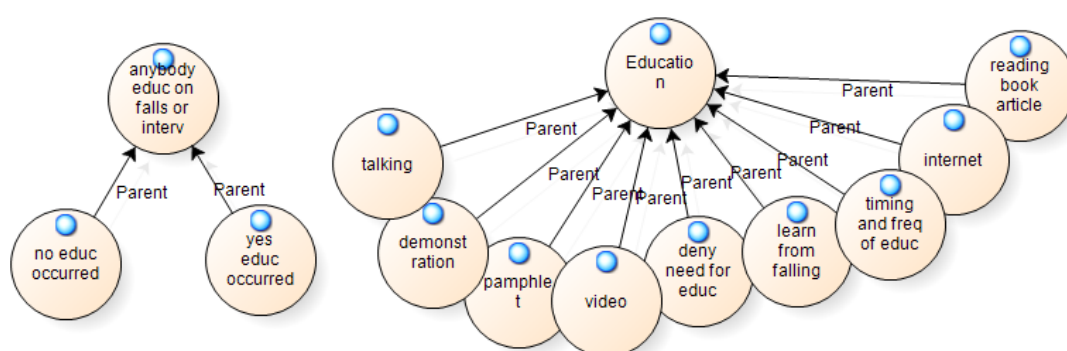 anybody
educ on
falls or
interv
Parent
Parent
no educ
occurred
yes
educ
occurred
Educatio
n
reading
book
article
Parent
Parent
talking
internet
Parent
Parent
Parent
Parent
Parent
demonst
ration
pamphle
t
video
deny
need for
educ
learn
from
falling
timing
and freq
of educ